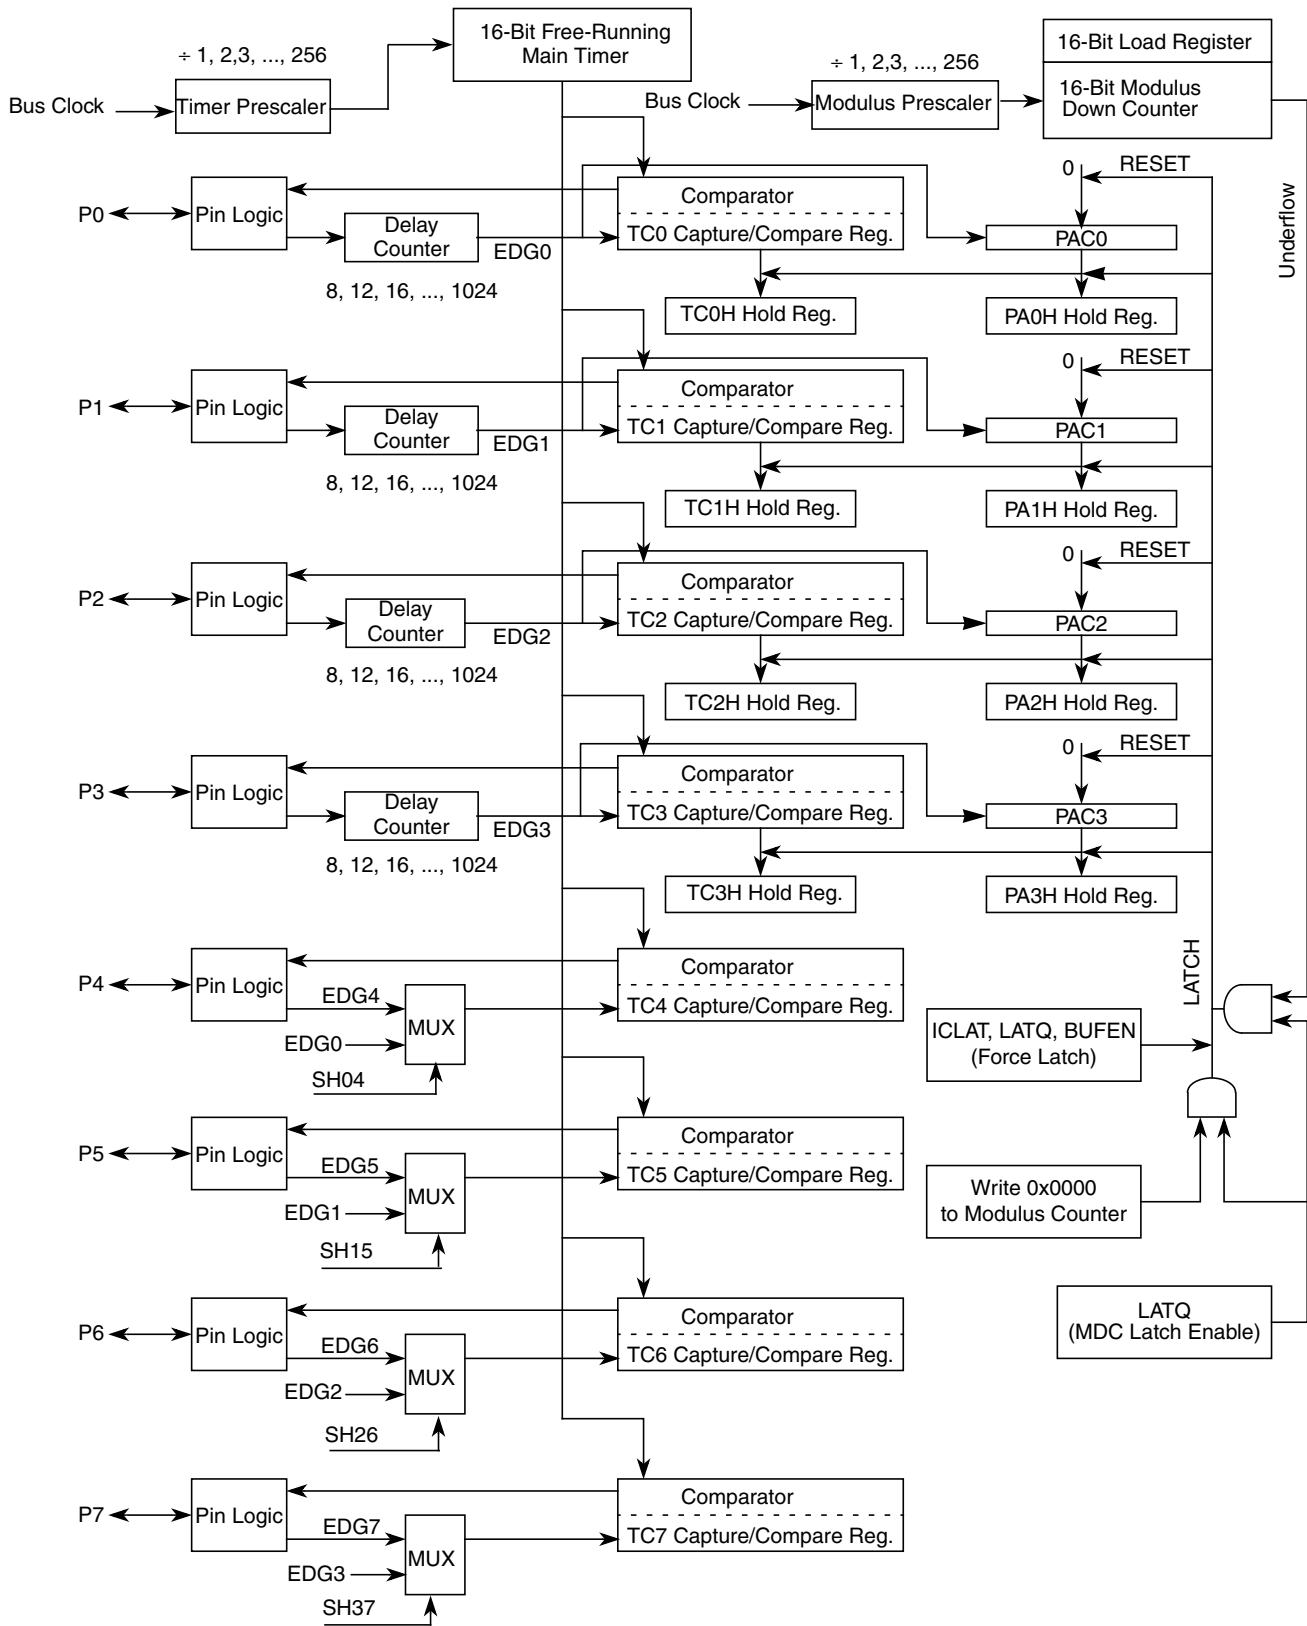 16-Bit Free-Running
Main Timer
÷ 1, 2,3, ..., 256
Bus Clock
Timer Prescaler
÷ 1, 2,3, ..., 256
Bus Clock
Modulus Prescaler
16-Bit Load Register
16-Bit Modulus
Down Counter
Underflow
P0
Pin Logic
Delay
Counter
8, 12, 16, ..., 1024
EDG0
Comparator
TC0 Capture/Compare Reg.
TC0H Hold Reg.
0
RESET
PAC0
PA0H Hold Reg.
P1
Pin Logic
Delay
Counter
8, 12, 16, ..., 1024
EDG1
Comparator
TC1 Capture/Compare Reg.
TC1H Hold Reg.
0
RESET
PAC1
PA1H Hold Reg.
P2
Pin Logic
Delay
Counter
8, 12, 16, ..., 1024
EDG2
Comparator
TC2 Capture/Compare Reg.
TC2H Hold Reg.
0
RESET
PAC2
PA2H Hold Reg.
P3
Pin Logic
Delay
Counter
8, 12, 16, ..., 1024
EDG3
Comparator
TC3 Capture/Compare Reg.
TC3H Hold Reg.
0
RESET
PAC3
PA3H Hold Reg.
LATCH
P4
Pin Logic
EDG4
EDG0
MUX
SH04
Comparator
TC4 Capture/Compare Reg.
ICLAT, LATQ, BUFEN
(Force Latch)
P5
Pin Logic
EDG5
EDG1
MUX
SH15
Comparator
TC5 Capture/Compare Reg.
Write 0x0000
to Modulus Counter
P6
Pin Logic
EDG6
EDG2
MUX
SH26
Comparator
TC6 Capture/Compare Reg.
LATQ
(MDC Latch Enable)
P7
Pin Logic
EDG7
EDG3
MUX
SH37
Comparator
TC7 Capture/Compare Reg.